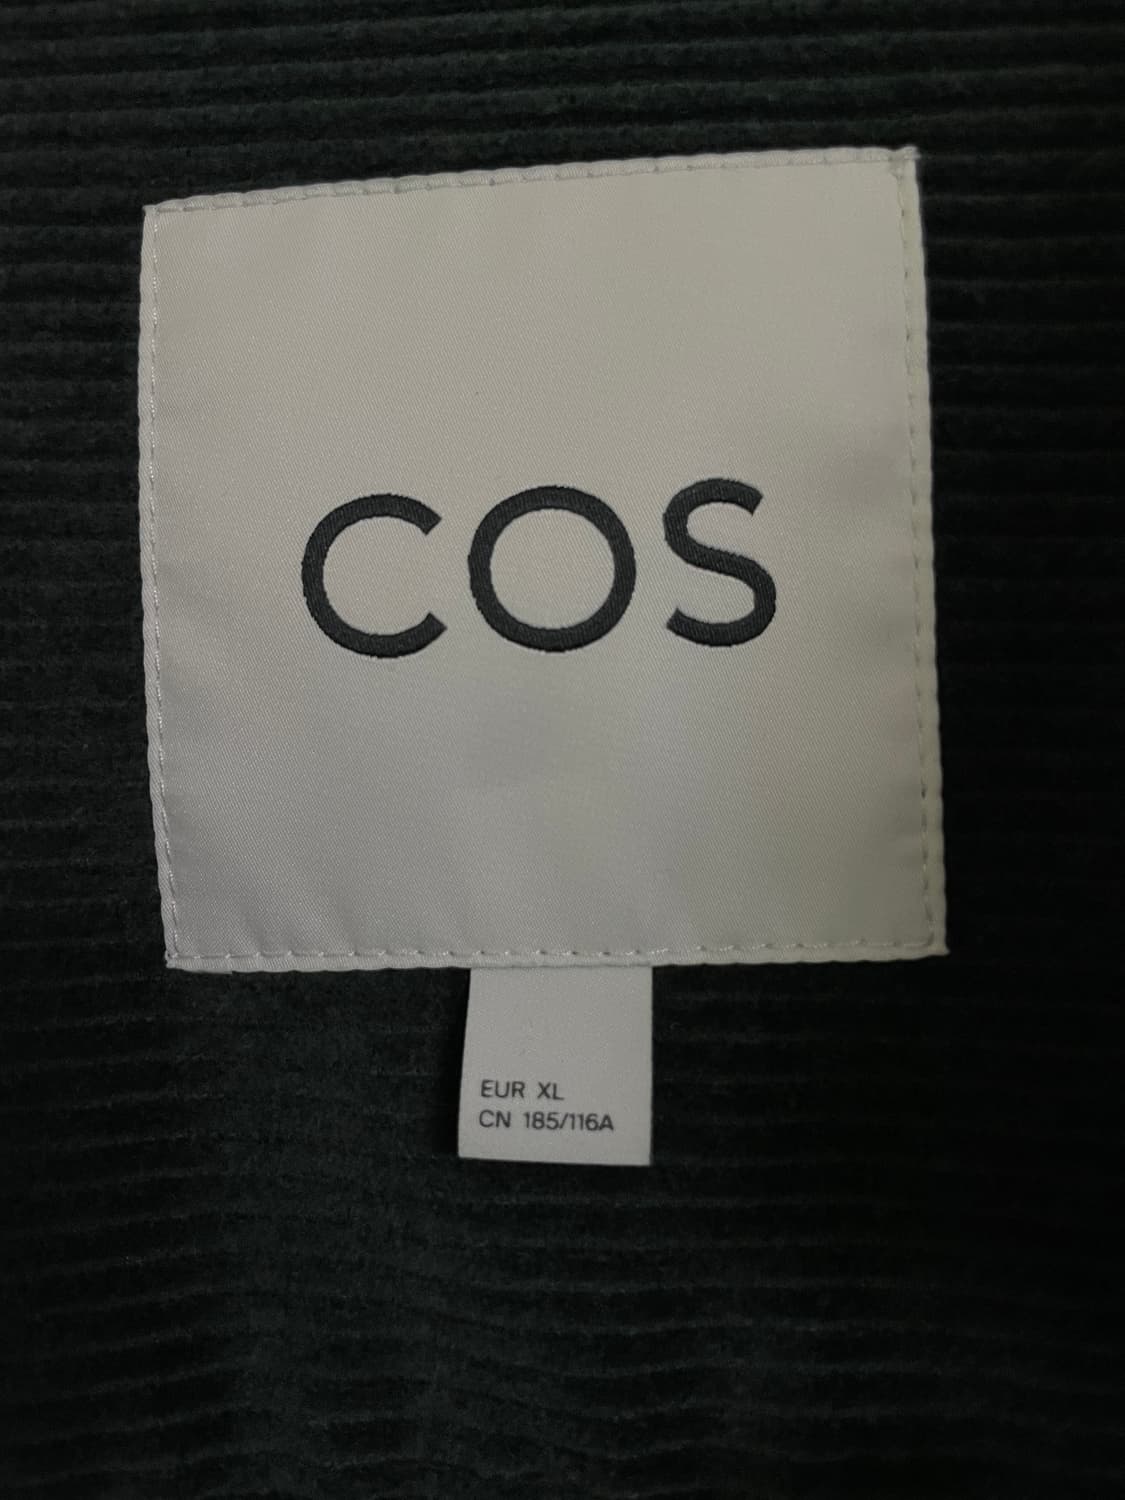 COS
EUR XL
CN 185/116A